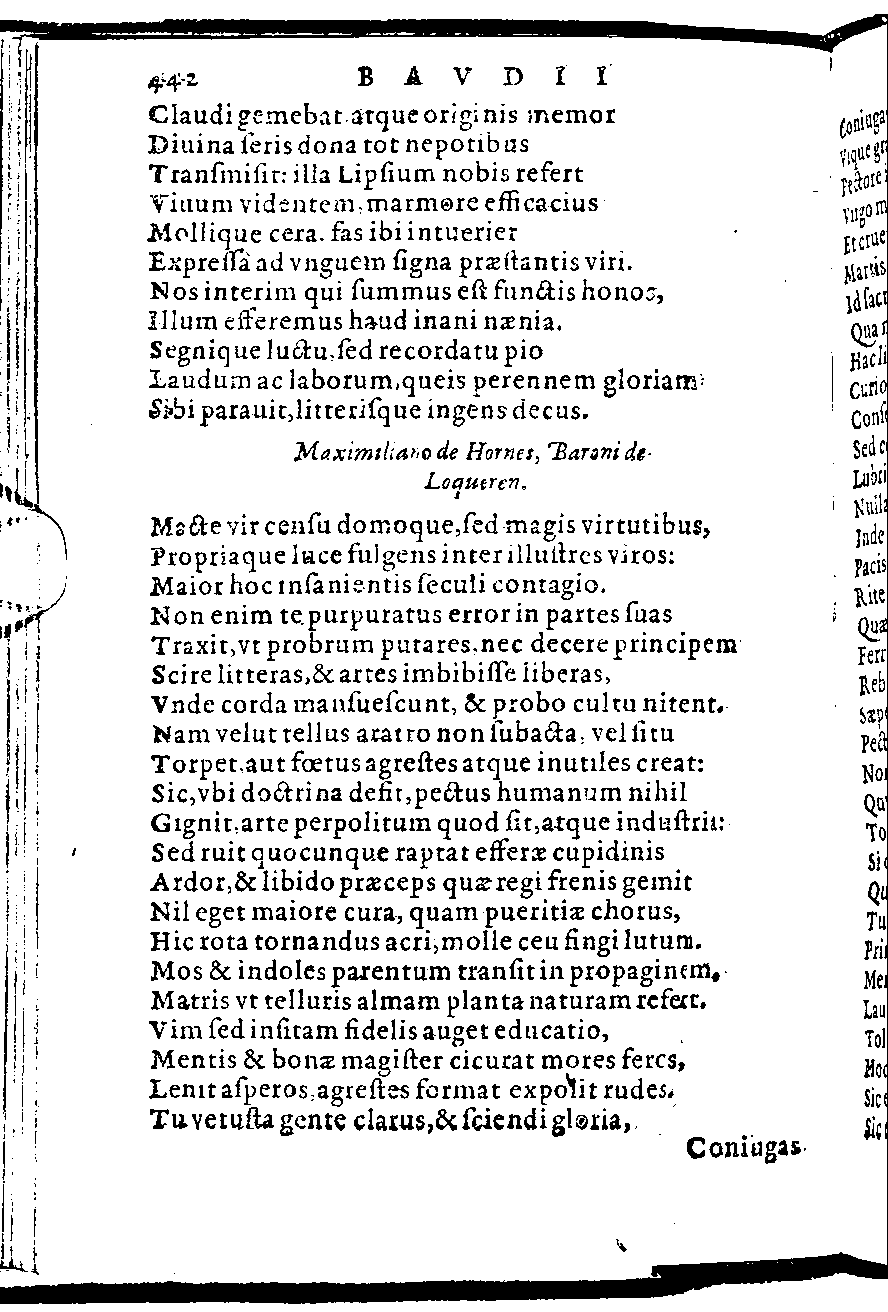 442 BAVDII
Claudi gemebat. atque originis memor
Diuina ſeris dona tot nepotibus
Tranſmiſit: illa Lipſium nobis refert
Viuum videntem, marmore efficacius
Mollique cera. fas ibi intuerier
Expreſſa ad vnguem ſigna præſtantis viri.
Nos interim qui ſummus eſt functis honos,
Illum efferemus haud inani nænia.
Segnique luctu, ſed recordatu pio
Laudum ac laborum, queis perennem gloriam
Sibi parauit, litteriſque ingens decus.
Maximiliano de Hornes, Baroni de
Loqueren.
Macte vir cenſu domoque, ſed magis virtutibus,
Propriaque luce fulgens inter illuſtres viros:
Maior hoc inſanientis ſeculi contagio.
Non enim te purpuratus error in partes ſuas
Traxit, vt probrum putares, nec decere principem
Scire litteras, & artes imbibiſſe liberas,
Vnde corda manſueſcunt, & probo cultu nitent.
Nam velut tellus aratro non ſubacta, vel ſitu
Torpet, aut fœtus agreſtes atque inutiles creat:
Sic, vbi doctrina deſit, pectus humanum nihil
Gignit, arte perpolitum quod ſit, atque induſtria:
Sed ruit quocunque raptat efferæ cupidinis
Ardor, & libido præceps quæ regi frenis gemit
Nil eget maiore cura, quam pueritiæ chorus,
Hic rota tornandus acri, molle ceu fingi lutum.
Mos & indoles parentum tranſit in propaginem.
Matris vt telluris almam planta naturam refert.
Vim ſed inſitam fidelis auget educatio,
Mentis & bonæ magiſter cicurat mores feros,
Lenit aſperos, agreſtes format expolit rudes.
Tu vetuſta gente clarus, & ſciendi gloria,
Coniugas
Coniuga
Vique gr
Pectore
Vngo m
Et crue
Martis
Id fact
Qua
Hac li
Curio
Conſ
Sed c
Lubri
Nulla
Inde
Pacis
Rite
Quæ
Ferr
Reb
Sæp
Pect
Non
Qu
To
Sic
Qu
Tu
Pri
Me
Lau
Tol
Hoc
Sic e
Sic